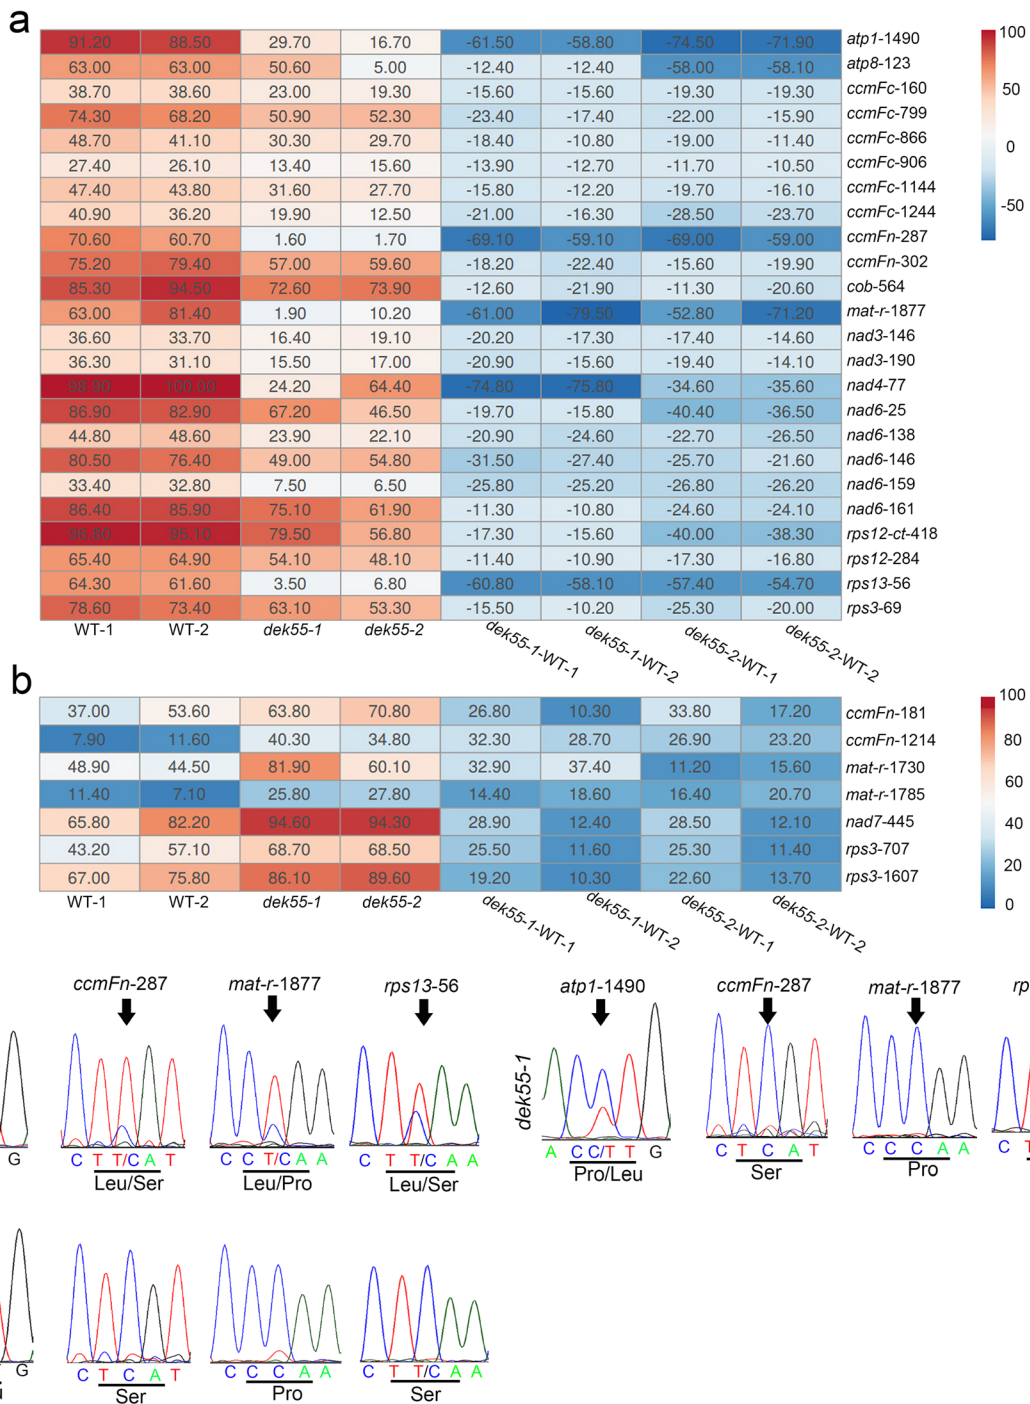 a
91.20 88.50 29.70 16.70 -61.50 -58.80 -74.50 -71.90 atp1-1490 100
63.00 63.00 50.60 5.00 -12.40 -12.40 -58.00 -58.10 atp8-123
38.70 38.60 23.00 19.30 -15.60 -15.60 -19.30 -19.30 ccmFc-160 50
74.30 68.20 50.90 52.30 -23.40 -17.40 -22.00 -15.90 ccmFc-799
48.70 41.10 30.30 29.70 -18.40 -10.80 -19.00 -11.40 ccmFc-866 0
27.40 26.10 13.40 15.60 -13.90 -12.70 -11.70 -10.50 ccmFc-906
47.40 43.80 31.60 27.70 -15.80 -12.20 -19.70 -16.10 ccmFc-1144 -50
40.90 36.20 19.90 12.50 -21.00 -16.30 -28.50 -23.70 ccmFc-1244
70.60 60.70 1.60 1.70 -69.10 -59.10 -69.00 -59.00 ccmFn-287
75.20 79.40 57.00 59.60 -18.20 -22.40 -15.60 -19.90 ccmFn-302
85.30 94.50 72.60 73.90 -12.60 -21.90 -11.30 -20.60 cob-564
63.00 81.40 1.90 10.20 -61.00 -79.50 -52.80 -71.20 mat-r-1877
36.60 33.70 16.40 19.10 -20.20 -17.30 -17.40 -14.60 nad3-146
36.30 31.10 15.50 17.00 -20.90 -15.60 -19.40 -14.10 nad3-190
98.90 100.00 24.20 64.40 -74.80 -75.80 -34.60 -35.60 nad4-77
86.90 82.90 67.20 46.50 -19.70 -15.80 -40.40 -36.50 nad6-25
44.80 48.60 23.90 22.10 -20.90 -24.60 -22.70 -26.50 nad6-138
80.50 76.40 49.00 54.80 -31.50 -27.40 -25.70 -21.60 nad6-146
33.40 32.80 7.50 6.50 -25.80 -25.20 -26.80 -26.20 nad6-159
86.40 85.90 75.10 61.90 -11.30 -10.80 -24.60 -24.10 nad6-161
96.80 95.10 79.50 56.80 -17.30 -15.60 -40.00 -38.30 rps12-ct-418
65.40 64.90 54.10 48.10 -11.40 -10.90 -17.30 -16.80 rps12-284
64.30 61.60 3.50 6.80 -60.80 -58.10 -57.40 -54.70 rps13-56
78.60 73.40 63.10 53.30 -15.50 -10.20 -25.30 -20.00 rps3-69
WT-1 WT-2 dek55-1 dek55-2 dek55-1-WT-1 dek55-1-WT-2 dek55-2-WT-1 dek55-2-WT-2
b
37.00 53.60 63.80 70.80 26.80 10.30 33.80 17.20 ccmFn-181 100
7.90 11.60 40.30 34.80 32.30 28.70 26.90 23.20 ccmFn-1214 80
48.90 44.50 81.90 60.10 32.90 37.40 11.20 15.60 mat-r-1730 60
11.40 7.10 25.80 27.80 14.40 18.60 16.40 20.70 mat-r-1785
65.80 82.20 94.60 94.30 28.90 12.40 28.50 12.10 nad7-445 40
43.20 57.10 68.70 68.50 25.50 11.60 25.30 11.40 rps3-707 20
67.00 75.80 86.10 89.60 19.20 10.30 22.60 13.70 rps3-1607 0
WT-1 WT-2 dek55-1 dek55-2 dek55-1-WT-1 dek55-1-WT-2 dek55-2-WT-1 dek55-2-WT-2
ccmFn-287 mat-r-1877 rps13-56 atp1-1490 ccmFn-287 mat-r-1877 rp
dek55-1
G C T T/C A T C C T/C A A C T T/C A A A C C/T T G C T C A T C C C A A C T
Leu/Ser Leu/Pro Leu/Ser Pro/Leu Ser Pro
G C T C A T C C C A A C T T/C A A
Ser Pro Ser